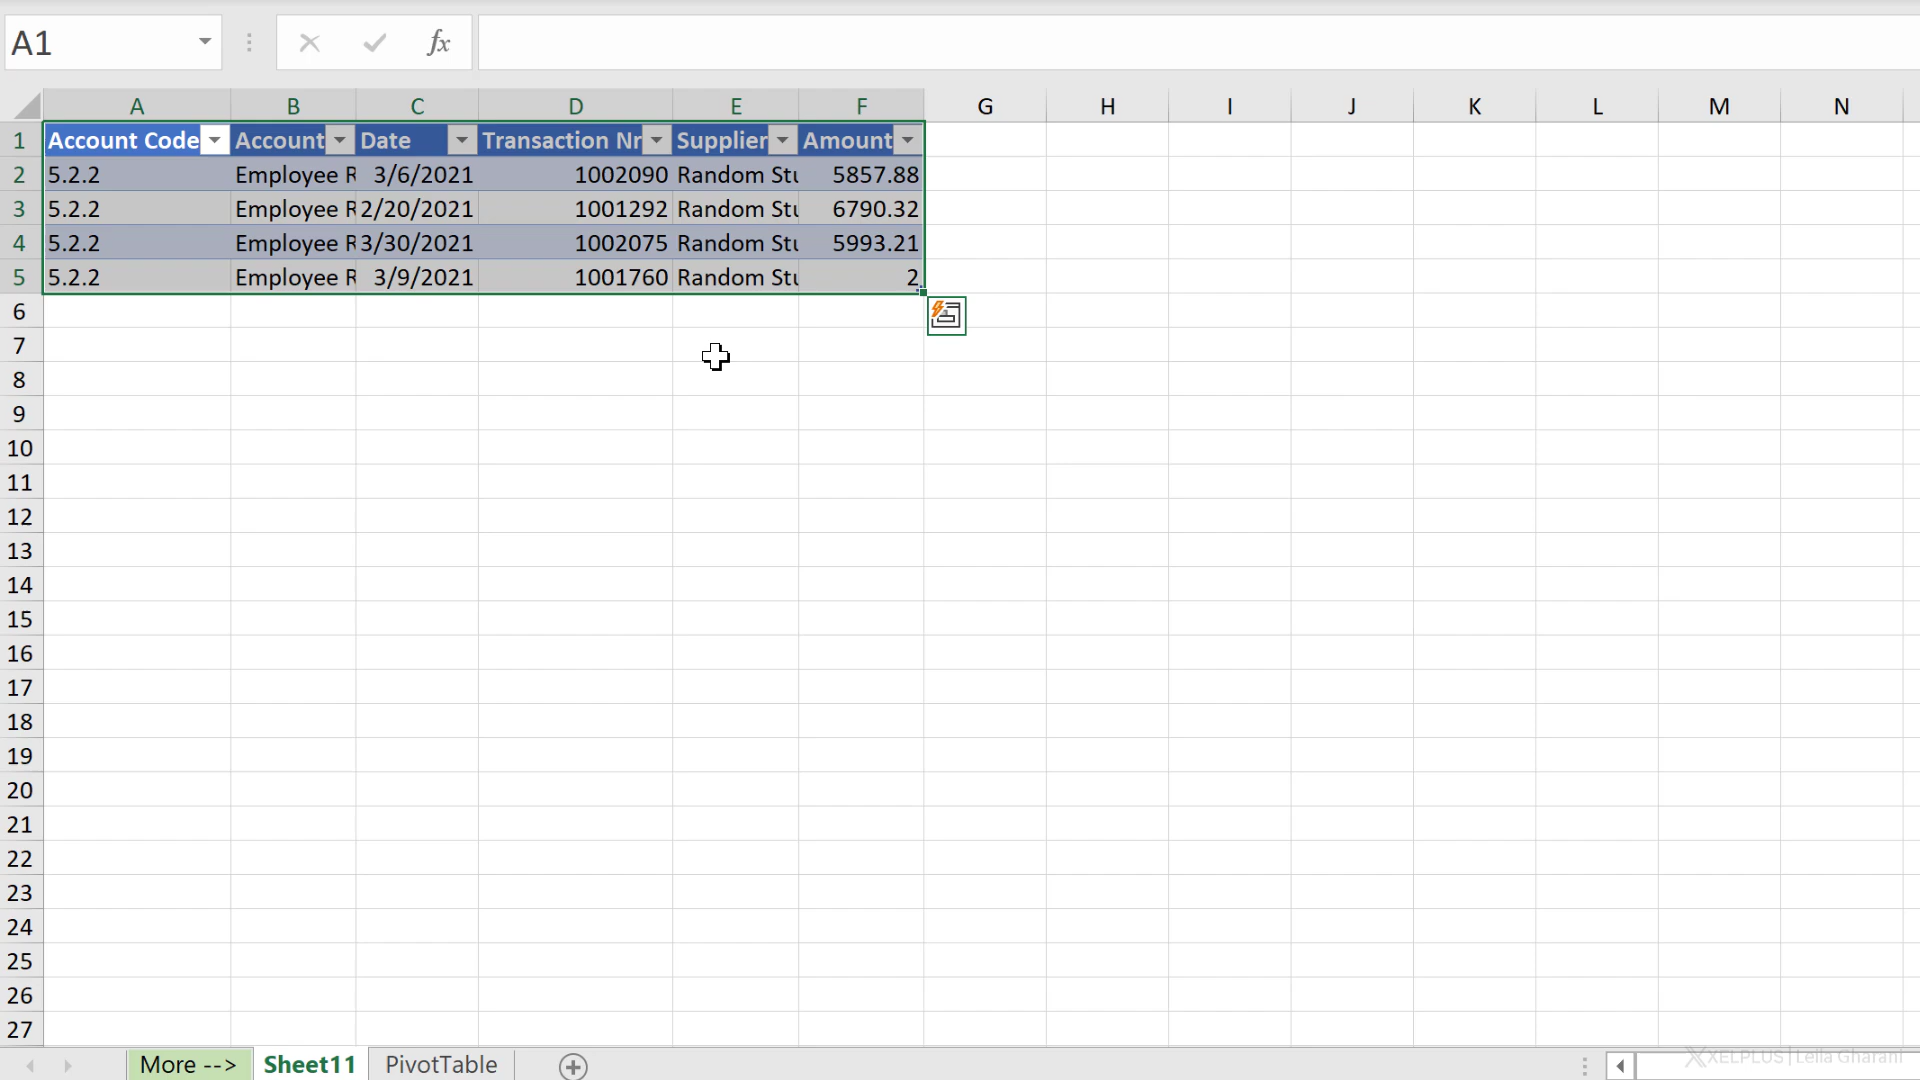 A1 fx
A B C D E F G H I J K L M N
1 Account Code Account Date Transaction Nr Supplier Amount
2 5.2.2 Employee R 3/6/2021 1002090 Random Stu 5857.88
3 5.2.2 Employee R 2/20/2021 1001292 Random Stu 6790.32
4 5.2.2 Employee R 3/30/2021 1002075 Random Stu 5993.21
5 5.2.2 Employee R 3/9/2021 1001760 Random Stu 2
6
7
8
9
10
11
12
13
14
15
16
17
18
19
20
21
22
23
24
25
26
27
More --> Sheet11 PivotTable
XELPLUS | Leila Gharani